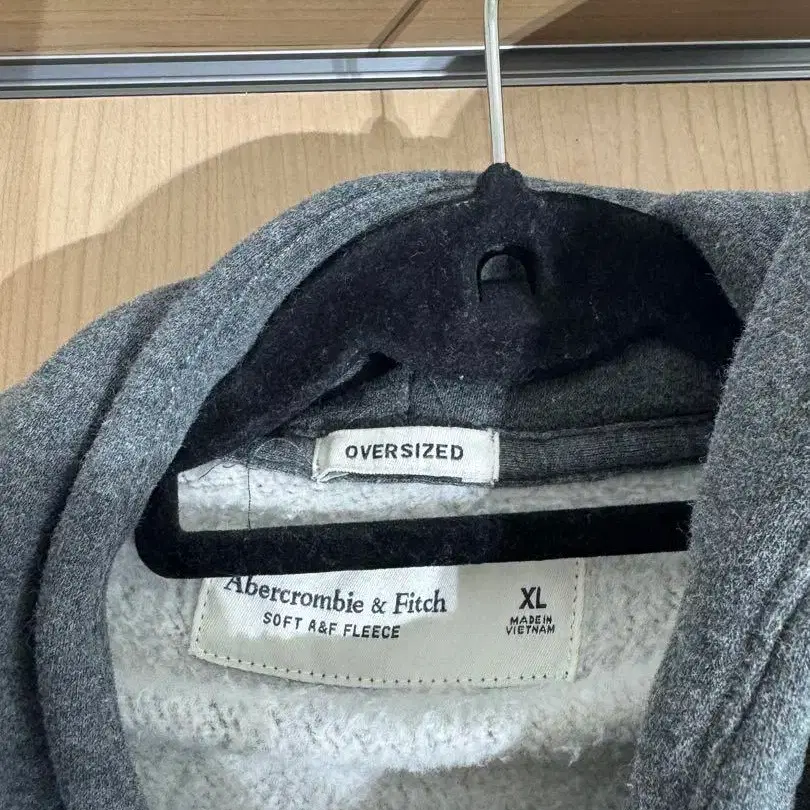 OVERSIZED
Abercrombie & Fitch
SOFT A&F FLEECE
XL
MADE IN
VIETNAM